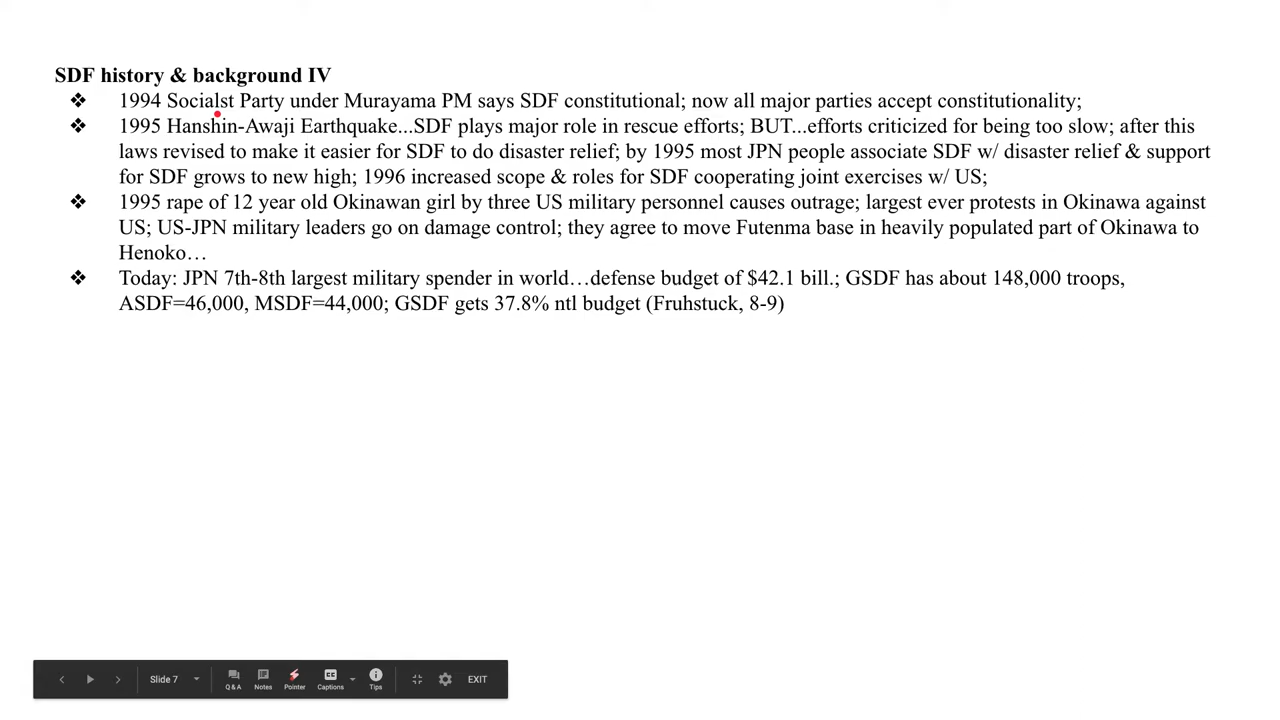 SDF history & background IV
❖ 1994 Socialst Party under Murayama PM says SDF constitutional; now all major parties accept constitutionality;
❖ 1995 Hanshin-Awaji Earthquake...SDF plays major role in rescue efforts; BUT...efforts criticized for being too slow; after this
laws revised to make it easier for SDF to do disaster relief; by 1995 most JPN people associate SDF w/ disaster relief & support
for SDF grows to new high; 1996 increased scope & roles for SDF cooperating joint exercises w/ US;
❖ 1995 rape of 12 year old Okinawan girl by three US military personnel causes outrage; largest ever protests in Okinawa against
US; US-JPN military leaders go on damage control; they agree to move Futenma base in heavily populated part of Okinawa to
Henoko…
❖ Today: JPN 7th-8th largest military spender in world…defense budget of $42.1 bill.; GSDF has about 148,000 troops,
ASDF=46,000, MSDF=44,000; GSDF gets 37.8% ntl budget (Fruhstuck, 8-9)
Slide 7 Q&A Notes Pointer Captions Tips EXIT